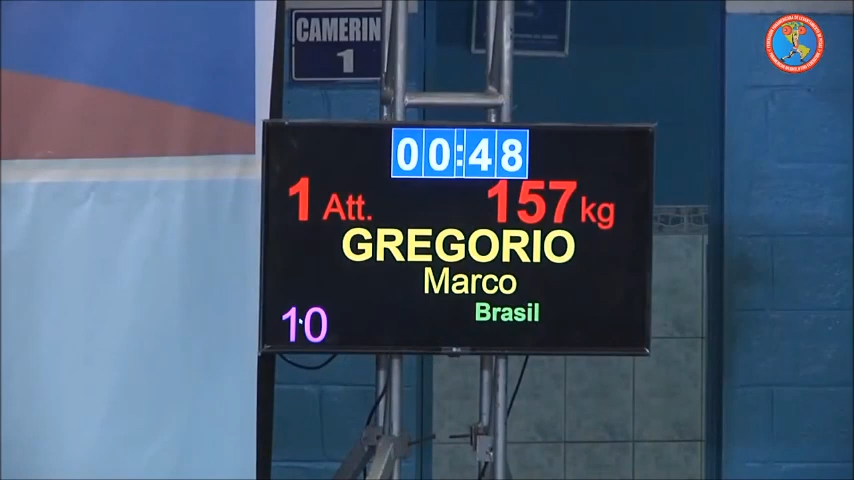 CAMERIN
1
00:48
1 Att. 157 kg
GREGORIO
Marco
Brasil
10